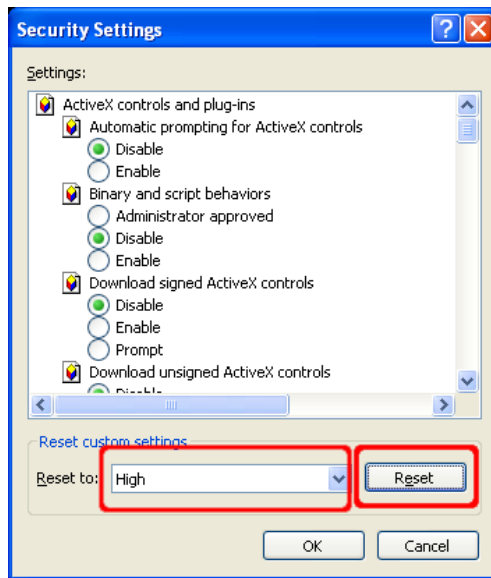 Security Settings
Settings:
ActiveX controls and plug-ins
Automatic prompting for ActiveX controls
Disable
Enable
Binary and script behaviors
Administrator approved
Disable
Enable
Download signed ActiveX controls
Disable
Enable
Prompt
Download unsigned ActiveX controls
Disable
Reset custom settings
Reset to: High Reset
OK Cancel